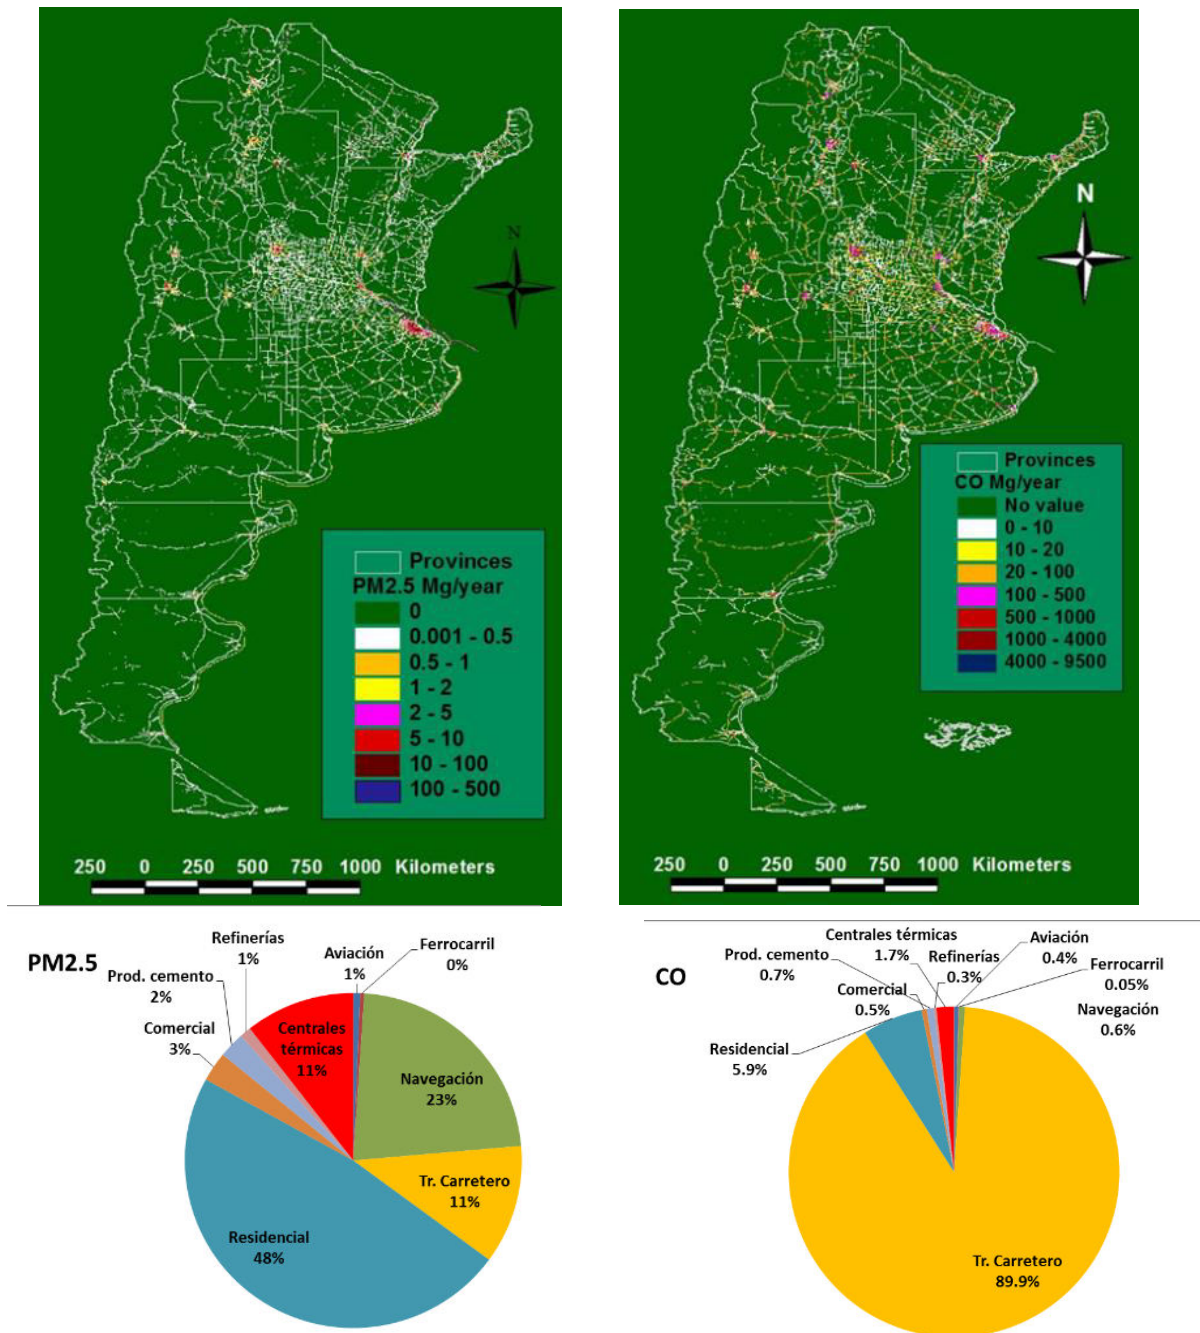 N
Provinces
PM2.5 Mg/year
0
0.001 - 0.5
0.5 - 1
1 - 2
2 - 5
5 - 10
10 - 100
100 - 500
250 0 250 500 750 1000 Kilometers
N
Provinces
CO Mg/year
No value
0 - 10
10 - 20
20 - 100
100 - 500
500 - 1000
1000 - 4000
4000 - 9500
250 0 250 500 750 1000 Kilometers
PM2.5
Refinerías
1%
Aviación
1%
Ferrocarril
0%
Prod. cemento
2%
Comercial
3%
Centrales
térmicas
11%
Navegación
23%
Tr. Carretero
11%
Residencial
48%
CO
Centrales térmicas
1.7%
Aviación
0.4%
Prod. cemento
0.7%
Refinerías
0.3%
Ferrocarril
0.05%
Comercial
0.5%
Navegación
0.6%
Residencial
5.9%
Tr. Carretero
89.9%